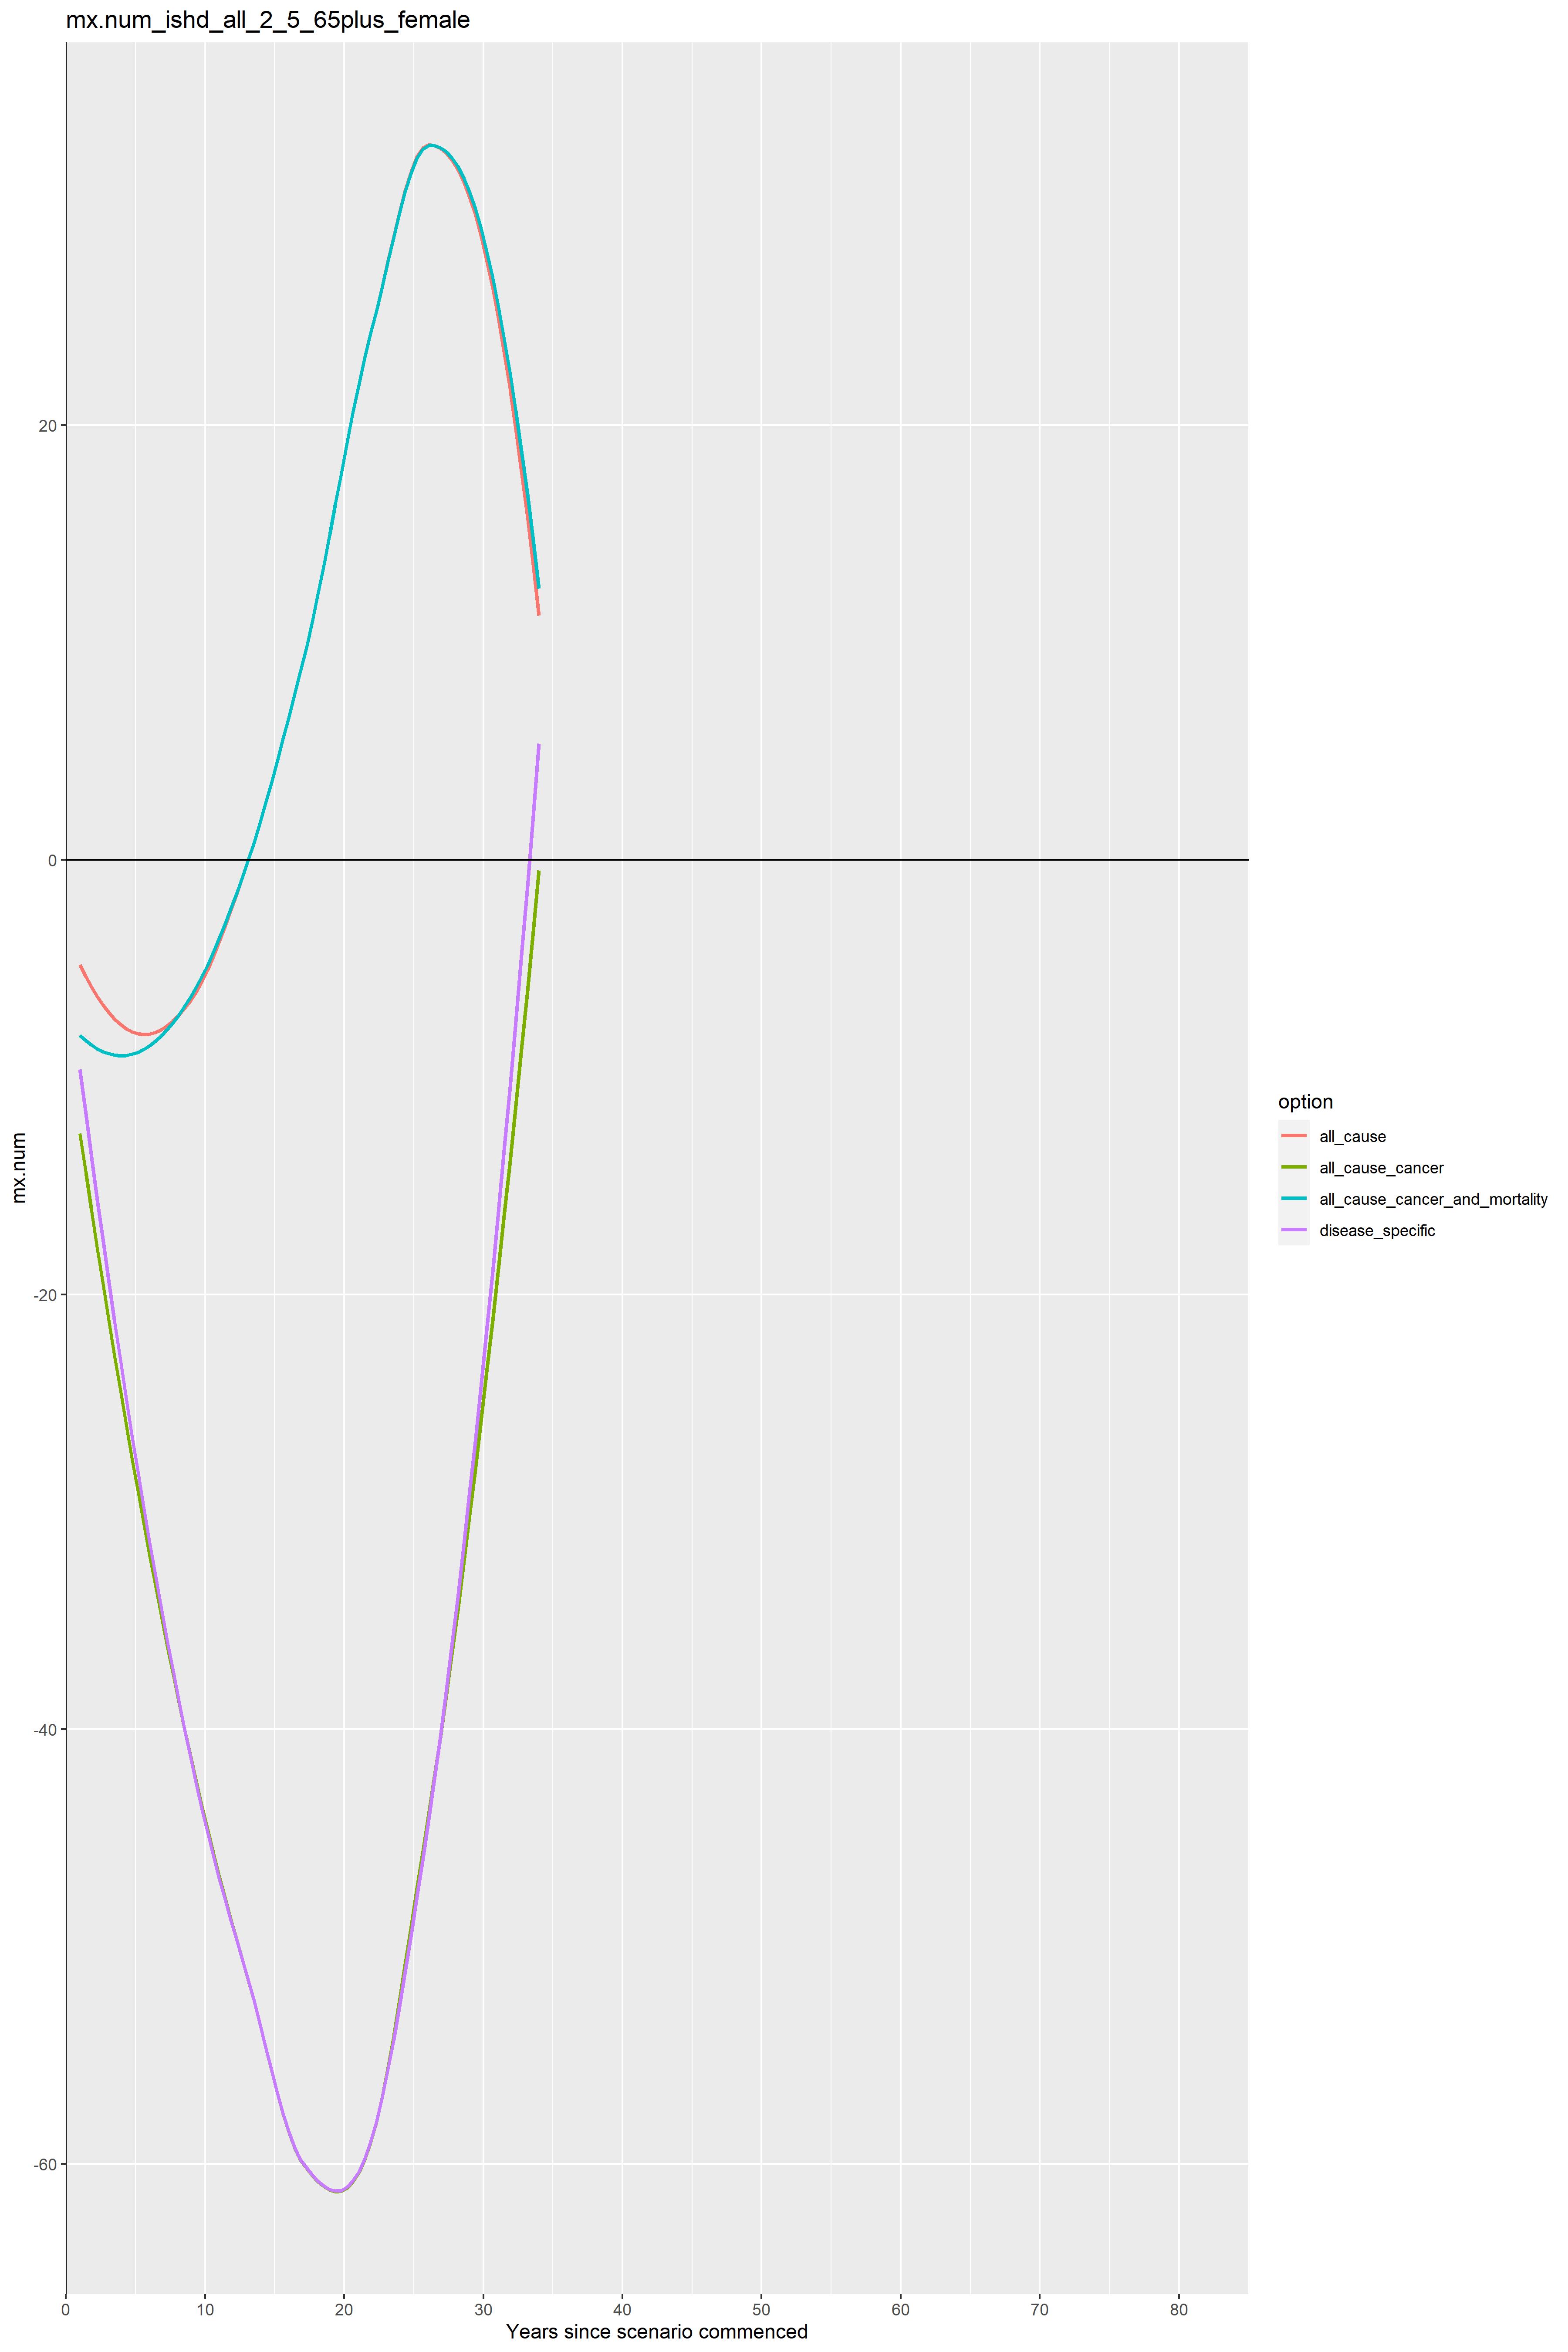 mx.num_ishd_all_2_5_65plus_female
20
0
-20
-40
-60
mx.num
0 10 20 30 40 50 60 70 80
Years since scenario commenced
option
all_cause
all_cause_cancer
all_cause_cancer_and_mortality
disease_specific